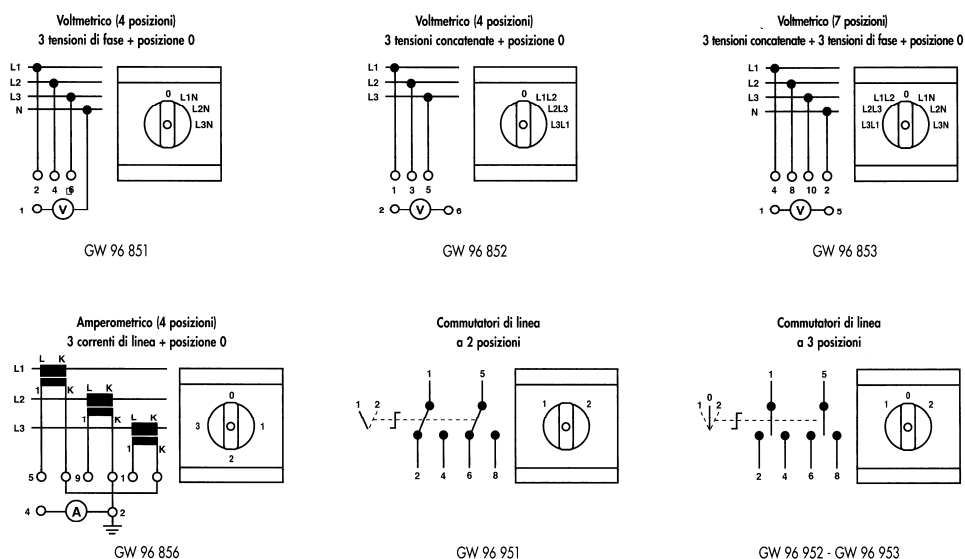 Voltmetrico (4 posizioni)
3 tensioni di fase + posizione 0
L1
L2
L3
N
0
L1N
L2N
L3N
2 4 6
1 V
GW 96 851
Voltmetrico (4 posizioni)
3 tensioni concatenate + posizione 0
L1
L2
L3
0
L1L2
L2L3
L3L1
1 3 5
2 V 6
GW 96 852
Voltmetrico (7 posizioni)
3 tensioni concatenate + 3 tensioni di fase + posizione 0
L1
L2
L3
N
0
L1L2 L1N
L2L3 L2N
L3L1 L3N
4 8 10 2
1 V 5
GW 96 853
Amperometrico (4 posizioni)
3 correnti di linea + posizione 0
L K
L1
1 K
L K
L2
1 K
L K
L3
1 K
0
3 1
2
5 9 1
4 A 2
GW 96 856
Commutatori di linea
a 2 posizioni
1 5
1 2
2 4 6 8
1 2
GW 96 951
Commutatori di linea
a 3 posizioni
1 5
1 0 2
2 4 6 8
0
1 2
GW 96 952 - GW 96 953